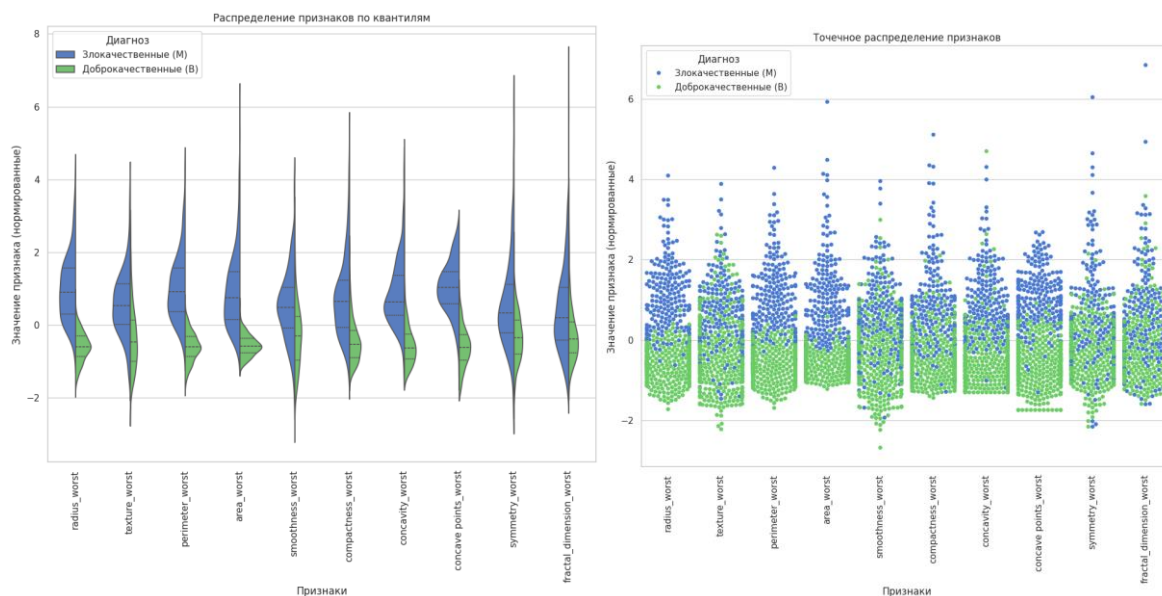 Распределение признаков по квантилям
Значение признака (нормированные)
8
6
4
2
0
−2
Диагноз
Злокачественные (M)
Доброкачественные (B)
radius_worst
texture_worst
perimeter_worst
area_worst
smoothness_worst
compactness_worst
concavity_worst
concave points_worst
symmetry_worst
fractal_dimension_worst
Признаки
Точечное распределение признаков
Значение признака (нормированные)
6
4
2
0
−2
Диагноз
Злокачественные (M)
Доброкачественные (B)
radius_worst
texture_worst
perimeter_worst
area_worst
smoothness_worst
compactness_worst
concavity_worst
concave points_worst
symmetry_worst
fractal_dimension_worst
Признаки